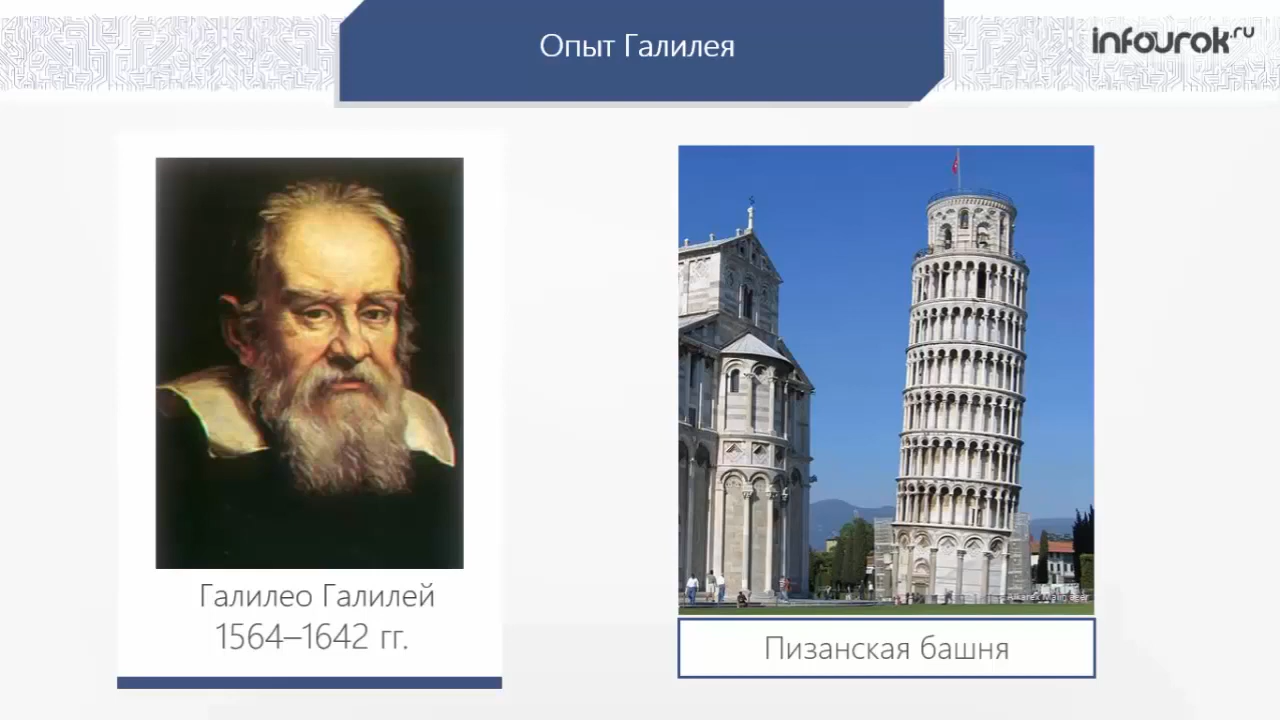 Опыт Галилея
infourok.ru
Галилео Галилей
1564–1642 гг.
Пизанская башня